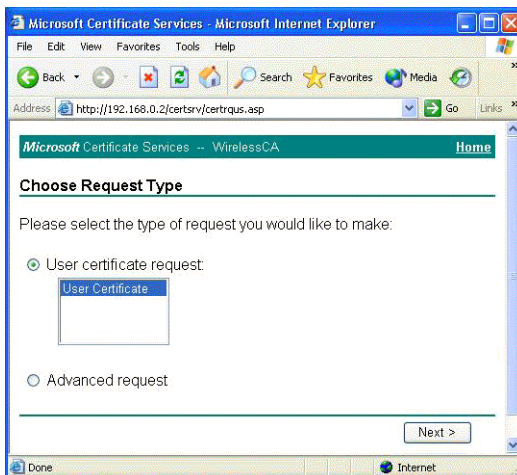 Microsoft Certificate Services - Microsoft Internet Explorer
File Edit View Favorites Tools Help
Back Search Favorites Media
Address http://192.168.0.2/certsrv/certrqus.asp Go Links
Microsoft Certificate Services -- WirelessCA Home
Choose Request Type
Please select the type of request you would like to make:
User certificate request:
User Certificate
Advanced request
Next >
Done Internet